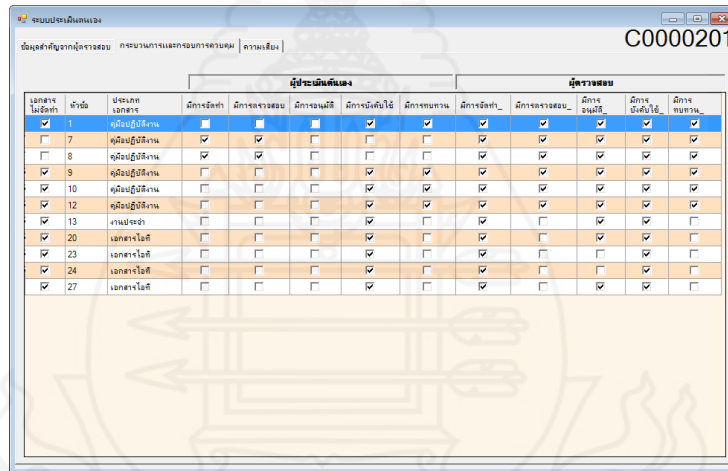 ระบบประเมินตนเอง
C0000201
ข้อมูลสำคัญจากผู้ตรวจสอบ กระบวนการและกรอบการควบคุม ความเสี่ยง
ผู้ประเมินตนเอง ผู้ตรวจสอบ
เอกสารไม่จัดทำ หัวข้อ ประเภทเอกสาร มีการจัดทำ มีการตรวจสอบ มีการอนุมัติ มีการบังคับใช้ มีการทบทวน มีการจัดทำ_ มีการตรวจสอบ_ มีการอนุมัติ_ มีการบังคับใช้_ มีการทบทวน_
1 คู่มือปฏิบัติงาน
7 คู่มือปฏิบัติงาน
8 คู่มือปฏิบัติงาน
9 คู่มือปฏิบัติงาน
10 คู่มือปฏิบัติงาน
12 คู่มือปฏิบัติงาน
13 งานประจำ
20 เอกสารไอที
23 เอกสารไอที
24 เอกสารไอที
27 เอกสารไอที